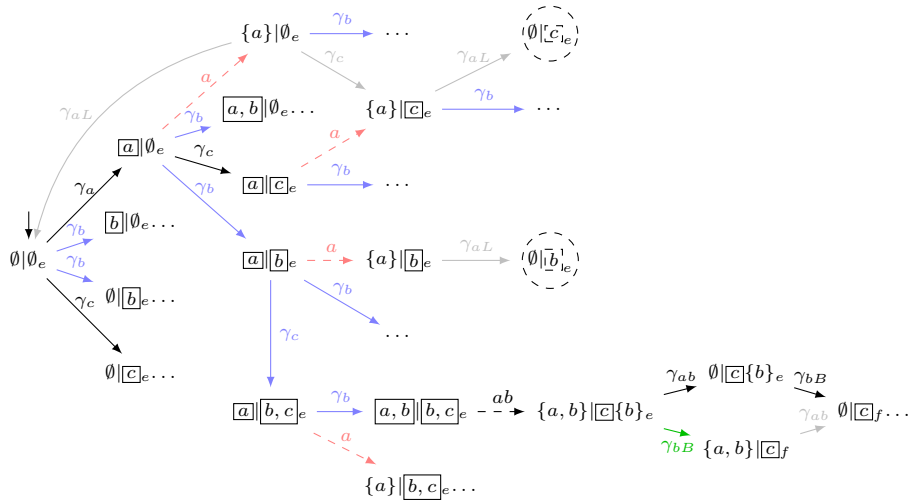 {a}|∅e γb ⋯ ∅|c e
γc γaL
γaL a a, b |∅e⋯ {a}|c e γb ⋯
γb
a |∅e γc a
γa γb a | c e γb ⋯
γb b |∅e⋯
∅|∅e γb a | b e a {a}| b e γaL ∅| b e
γc ∅| b e⋯ γb
γc ⋯
∅| c e⋯ γab ∅| c {b}e γbB
a | b, c e γb a, b | b, c e ab {a, b}| c {b}e ∅| c f⋯
a γbB {a, b}| c f γab
{a}| b, c e⋯